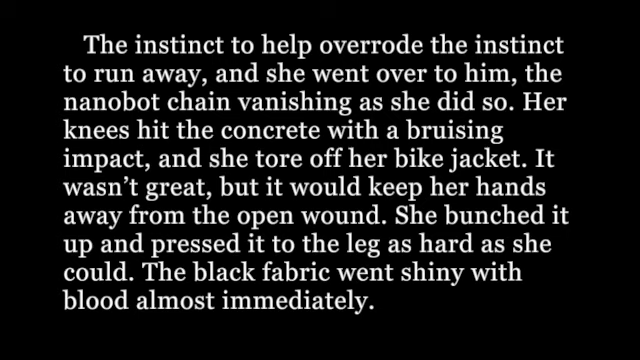 The instinct to help overrode the instinct
to run away, and she went over to him, the
nanobot chain vanishing as she did so. Her
knees hit the concrete with a bruising
impact, and she tore off her bike jacket. It
wasn’t great, but it would keep her hands
away from the open wound. She bunched it
up and pressed it to the leg as hard as she
could. The black fabric went shiny with
blood almost immediately.